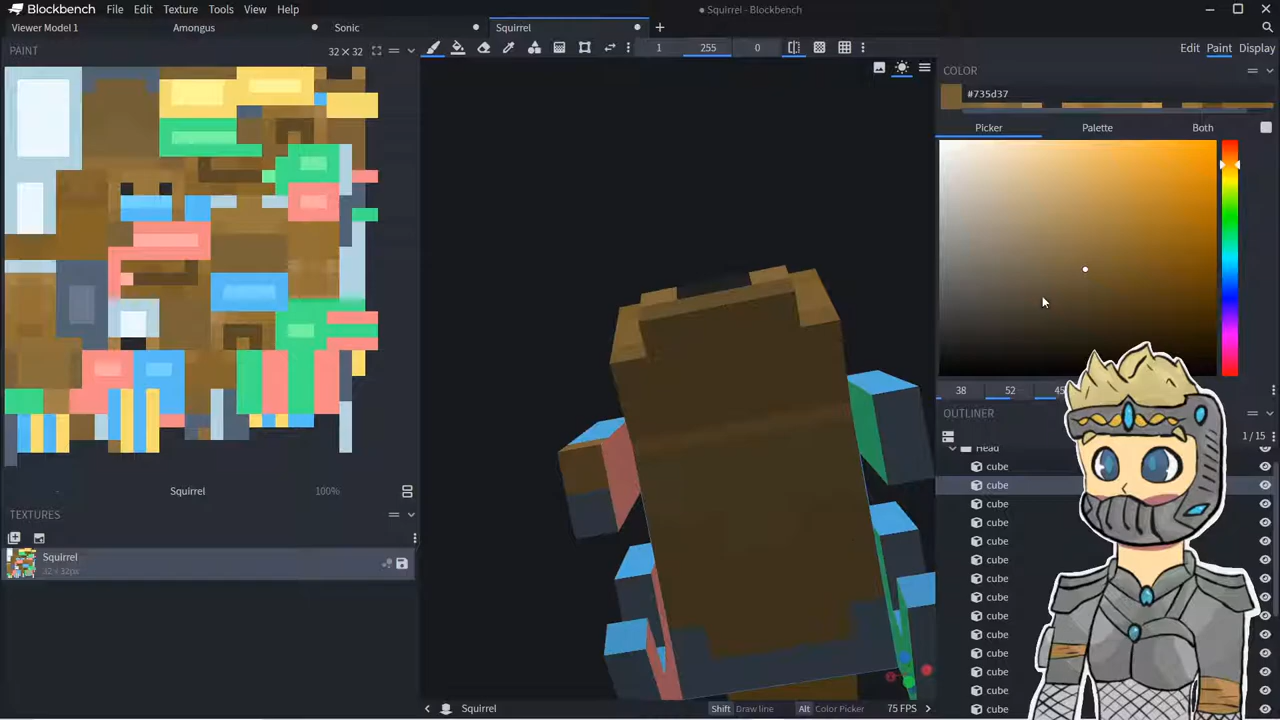 Blockbench File Edit Texture Tools View Help
Squirrel - Blockbench
Viewer Model 1 Amongus Sonic Squirrel
PAINT 32 × 32
1 255 0
Edit Paint Display
COLOR
#735d37
Picker Palette Both
38 52 45
OUTLINER
1 / 15
Head
cube
cube
cube
cube
cube
cube
cube
cube
cube
cube
cube
cube
cube
cube
Squirrel 100%
TEXTURES
Squirrel
32 × 32px
Squirrel Shift Draw line Alt Color Picker 75 FPS